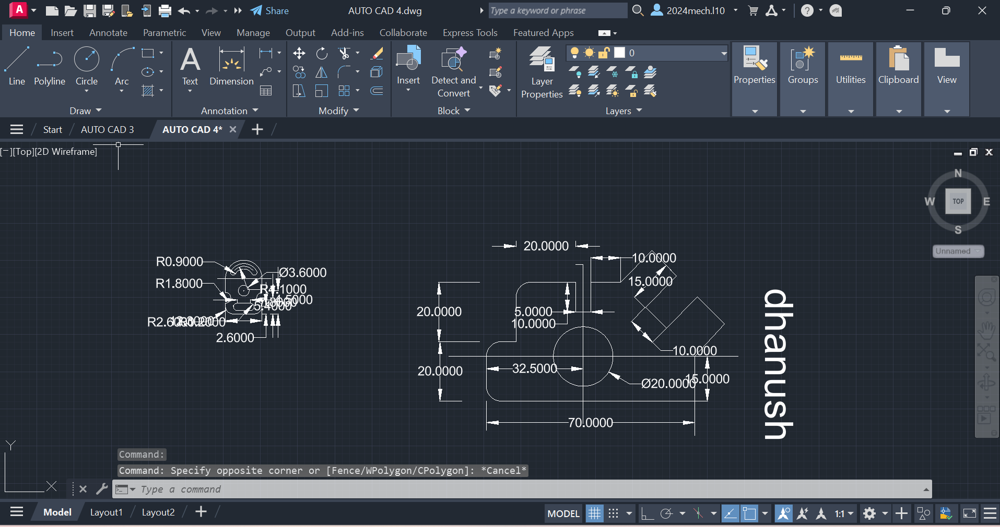 A
Share
AUTO CAD 4.dwg
Type a keyword or phrase
2024mech.l10
Home Insert Annotate Parametric View Manage Output Add-ins Collaborate Express Tools Featured Apps
Line Polyline Circle Arc
Text Dimension
Insert
Detect and Convert
Layer Properties
0
Properties Groups Utilities Clipboard View
Draw Annotation Modify Block Layers
Start AUTO CAD 3 AUTO CAD 4*
[−][Top][2D Wireframe]
N
W TOP E
S
Unnamed
20.0000
10.0000
R0.9000
Ø3.6000
15.0000
R1.8000
R4.1000
5.4000
20.0000
5.0000
10.0000
2.6000
10.0000
32.5000
20.0000
Ø20.0000
15.0000
70.0000
dhanush
Y
X
Command:
Command: Specify opposite corner or [Fence/WPolygon/CPolygon]: *Cancel*
Type a command
Model Layout1 Layout2
MODEL
1:1